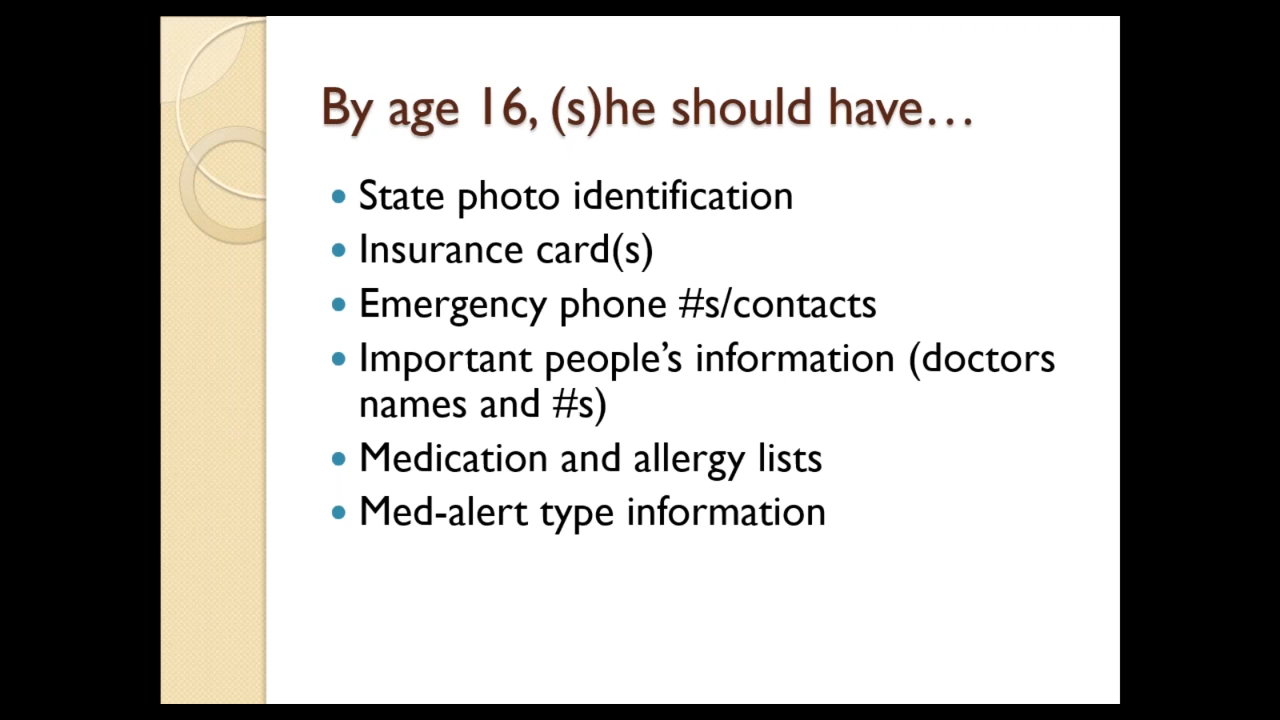 By age 16, (s)he should have…
• State photo identification
• Insurance card(s)
• Emergency phone #s/contacts
• Important people’s information (doctors
names and #s)
• Medication and allergy lists
• Med-alert type information